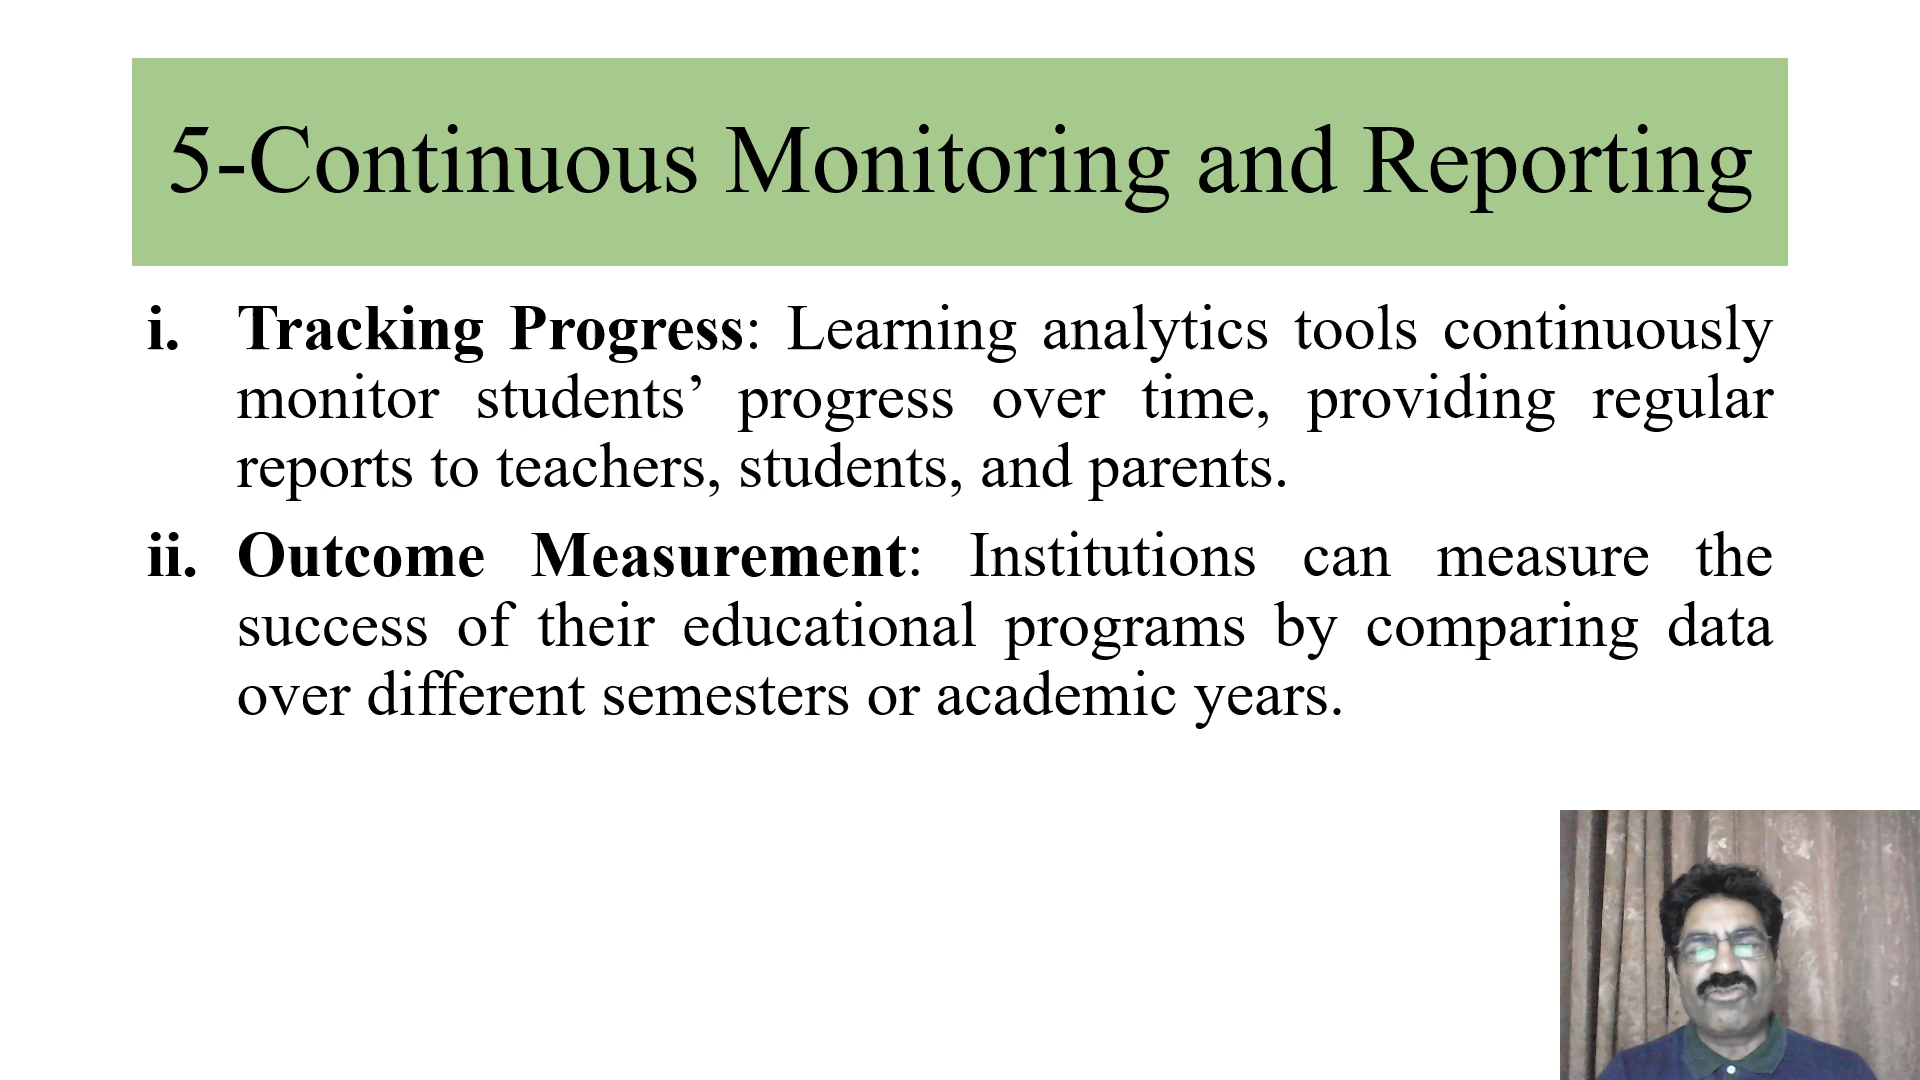 5-Continuous Monitoring and Reporting
i. Tracking Progress: Learning analytics tools continuously
monitor students’ progress over time, providing regular
reports to teachers, students, and parents.
ii. Outcome Measurement: Institutions can measure the
success of their educational programs by comparing data
over different semesters or academic years.